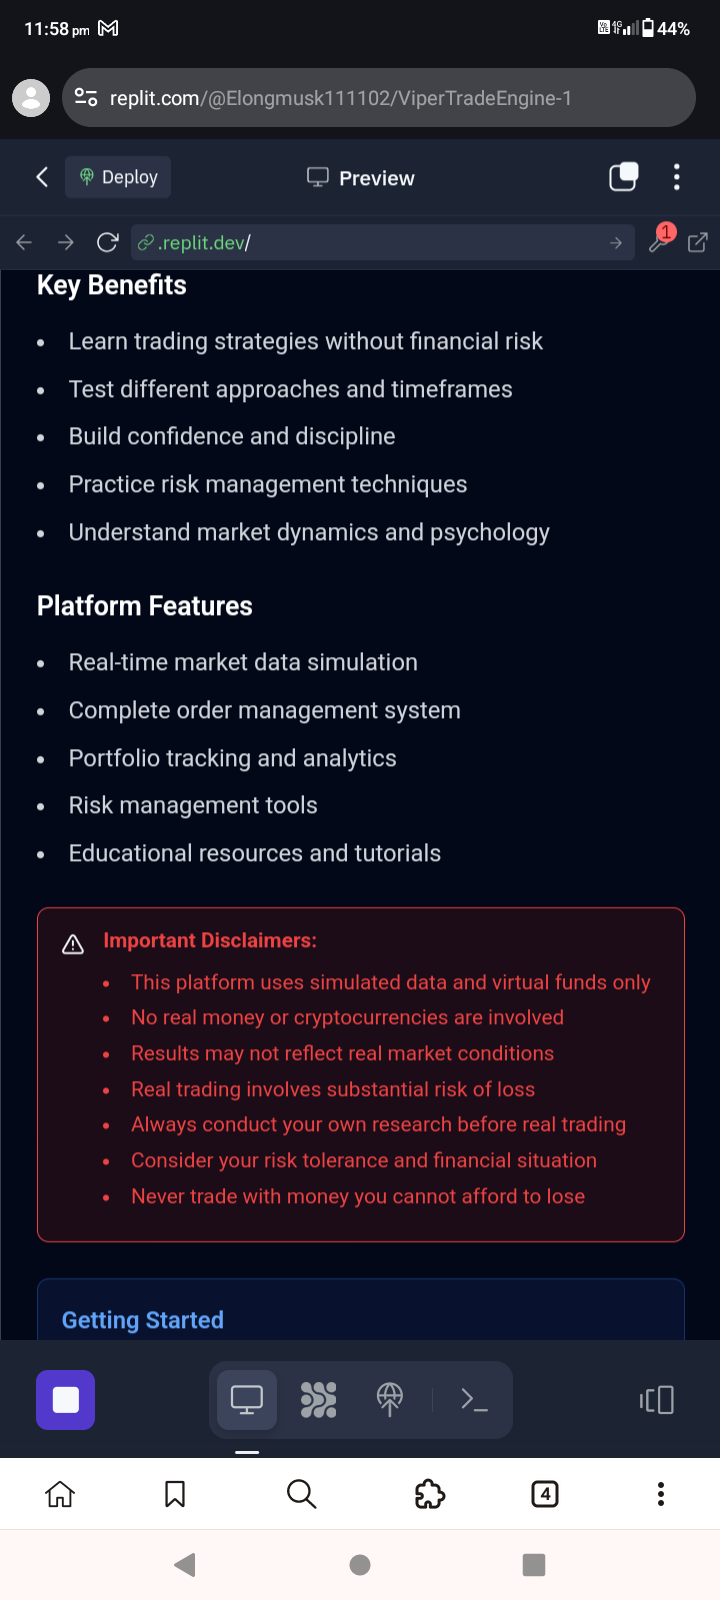 11:58 pm
4G 44%
replit.com/@Elongmusk111102/ViperTradeEngine-1
Deploy Preview
.replit.dev/ 1
Key Benefits
• Learn trading strategies without financial risk
• Test different approaches and timeframes
• Build confidence and discipline
• Practice risk management techniques
• Understand market dynamics and psychology
Platform Features
• Real-time market data simulation
• Complete order management system
• Portfolio tracking and analytics
• Risk management tools
• Educational resources and tutorials
Important Disclaimers:
• This platform uses simulated data and virtual funds only
• No real money or cryptocurrencies are involved
• Results may not reflect real market conditions
• Real trading involves substantial risk of loss
• Always conduct your own research before real trading
• Consider your risk tolerance and financial situation
• Never trade with money you cannot afford to lose
Getting Started
4